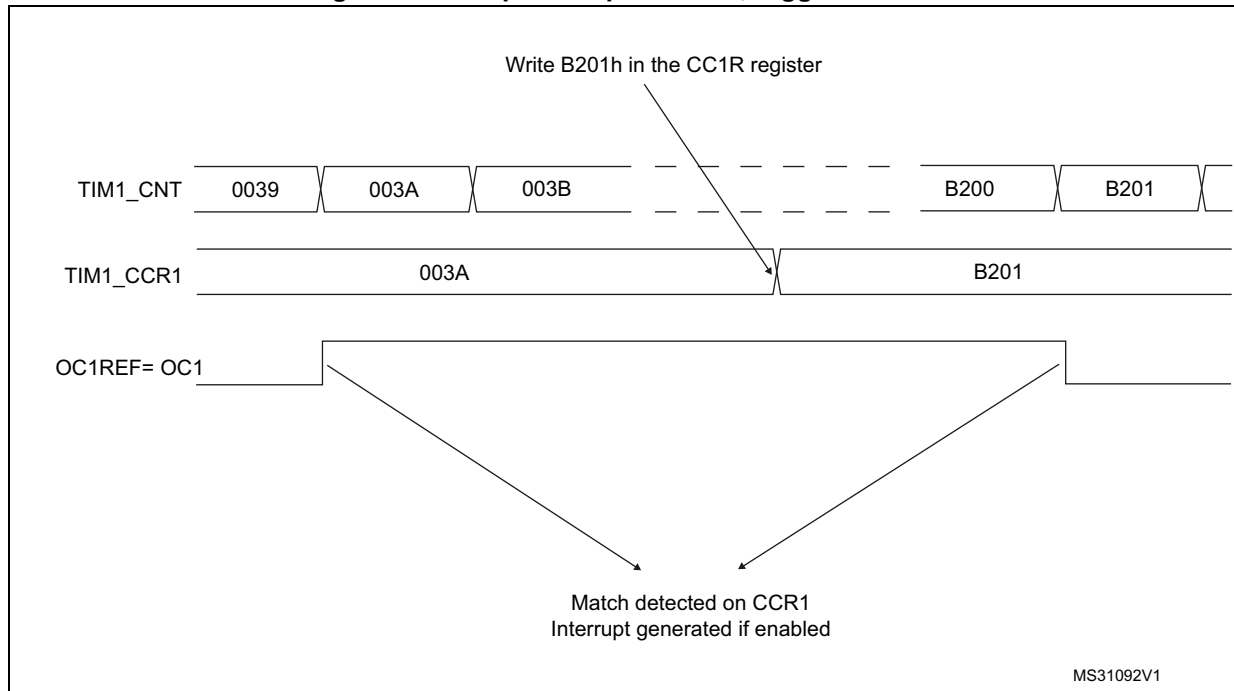 Write B201h in the CC1R register
TIM1_CNT 0039 003A 003B B200 B201
TIM1_CCR1 003A B201
OC1REF= OC1
Match detected on CCR1
Interrupt generated if enabled
MS31092V1